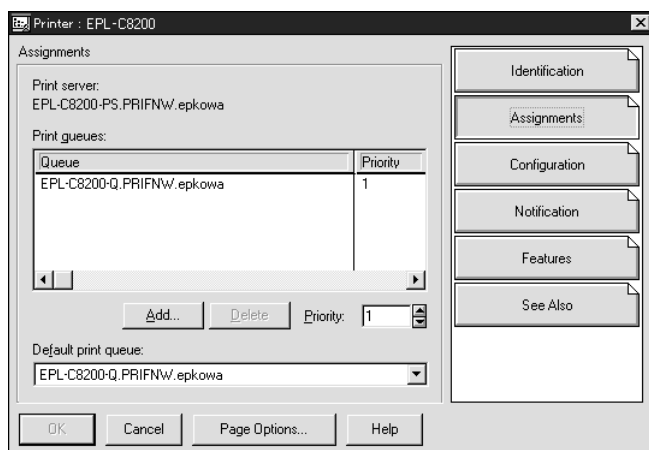 Printer : EPL-C8200
Assignments
Print server:
EPL-C8200-PS.PRIFNW.epkowa
Print queues:
Queue Priority
EPL-C8200-Q.PRIFNW.epkowa 1
Add... Delete Priority: 1
Default print queue:
EPL-C8200-Q.PRIFNW.epkowa
OK Cancel Page Options... Help
Identification
Assignments
Configuration
Notification
Features
See Also